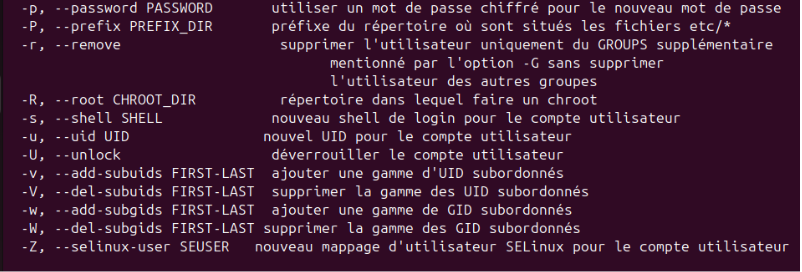 -p, --password PASSWORD utiliser un mot de passe chiffré pour le nouveau mot de passe
-P, --prefix PREFIX_DIR préfixe du répertoire où sont situés les fichiers etc/*
-r, --remove supprimer l'utilisateur uniquement du GROUPS supplémentaire
mentionné par l'option -G sans supprimer
l'utilisateur des autres groupes
-R, --root CHROOT_DIR répertoire dans lequel faire un chroot
-s, --shell SHELL nouveau shell de login pour le compte utilisateur
-u, --uid UID nouvel UID pour le compte utilisateur
-U, --unlock déverrouiller le compte utilisateur
-v, --add-subuids FIRST-LAST ajouter une gamme d'UID subordonnés
-V, --del-subuids FIRST-LAST supprimer la gamme des UID subordonnés
-w, --add-subgids FIRST-LAST ajouter une gamme de GID subordonnés
-W, --del-subgids FIRST-LAST supprimer la gamme des GID subordonnés
-Z, --selinux-user SEUSER nouveau mappage d'utilisateur SELinux pour le compte utilisateur